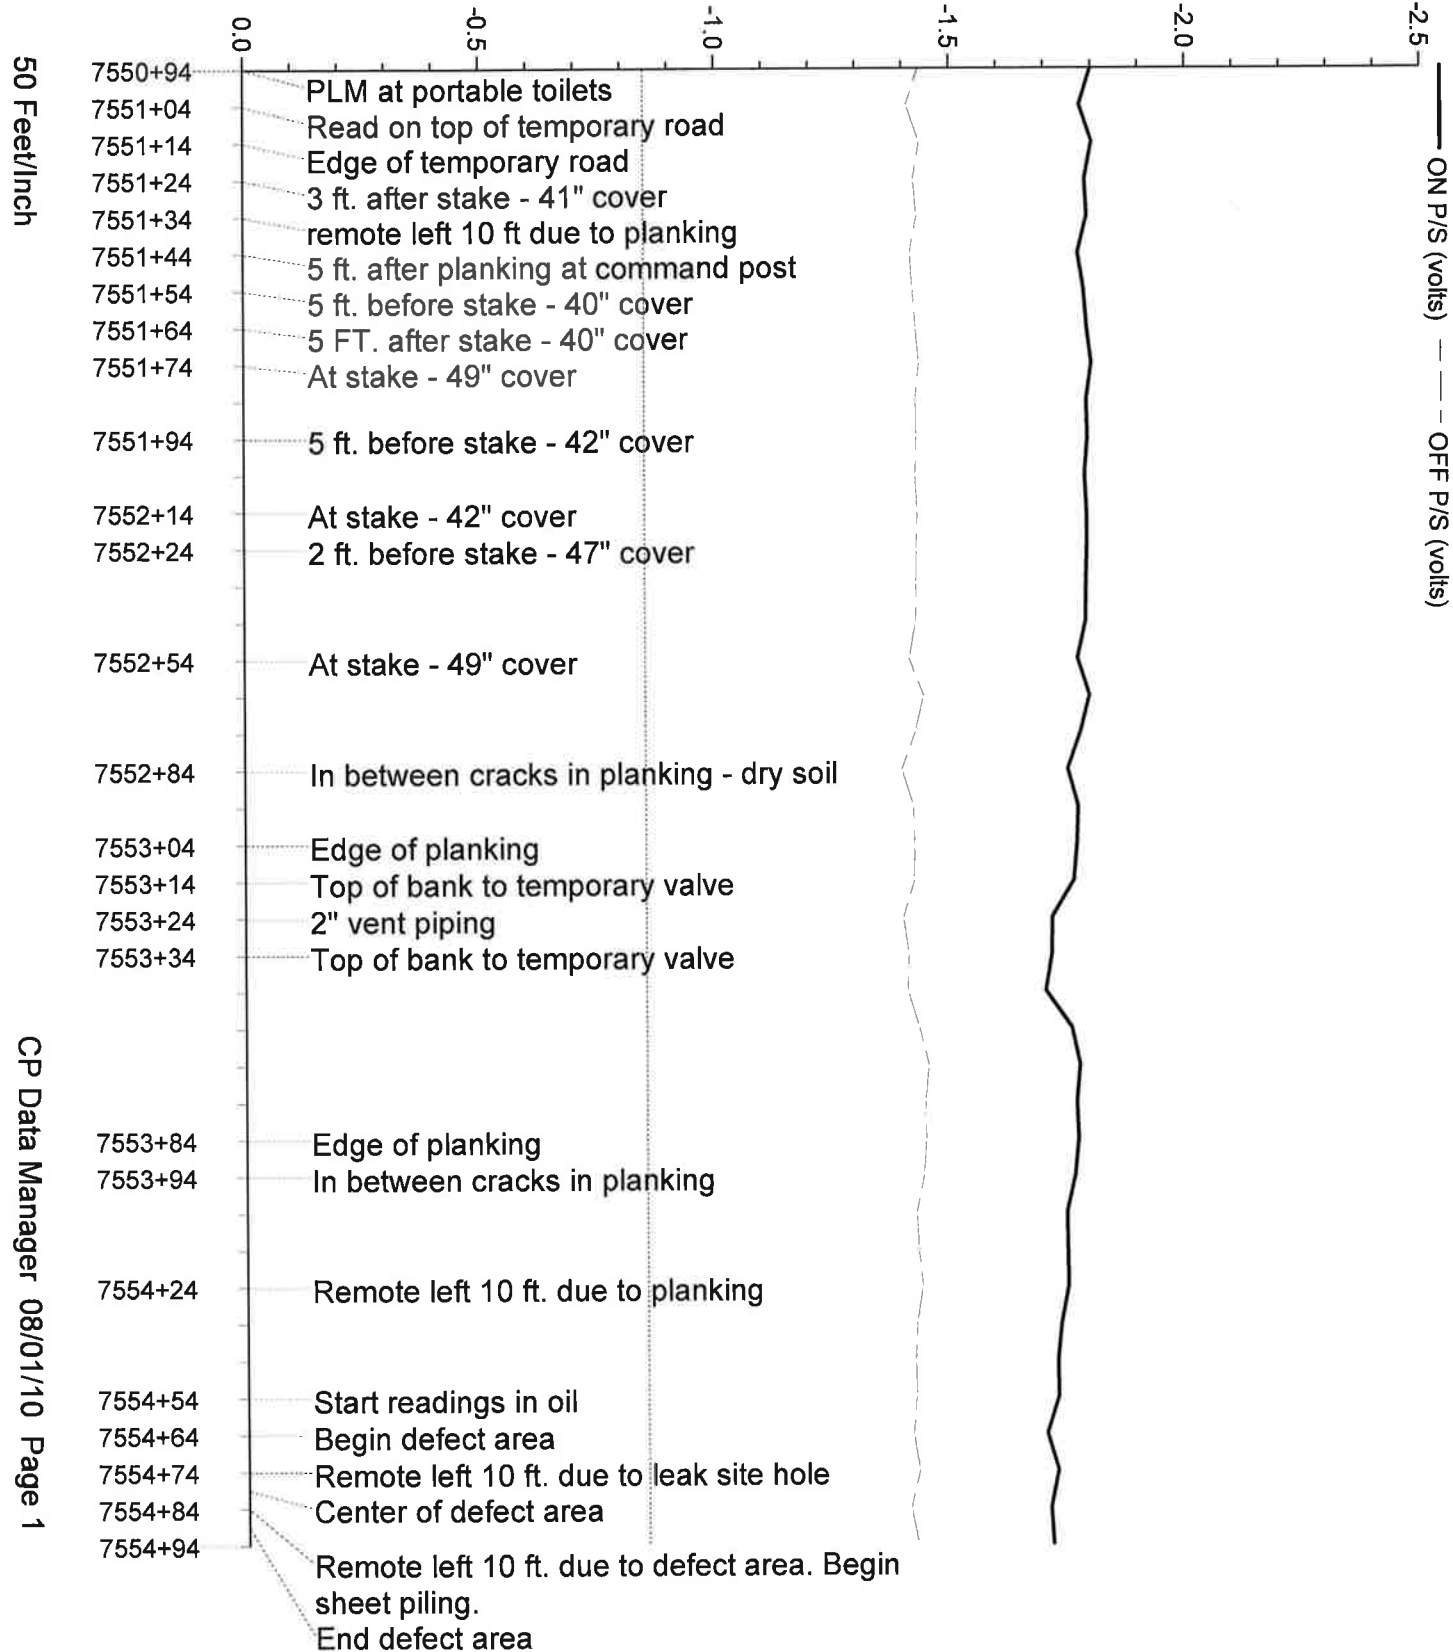 0.0
-0.5
-1.0
-1.5
-2.0
-2.5
ON P/S (volts)
OFF P/S (volts)
7550+94
PLM at portable toilets
7551+04
Read on top of temporary road
7551+14
Edge of temporary road
7551+24
3 ft. after stake - 41" cover
7551+34
remote left 10 ft due to planking
7551+44
5 ft. after planking at command post
7551+54
5 ft. before stake - 40" cover
7551+64
5 FT. after stake - 40" cover
7551+74
At stake - 49" cover
7551+94
5 ft. before stake - 42" cover
7552+14
At stake - 42" cover
7552+24
2 ft. before stake - 47" cover
7552+54
At stake - 49" cover
7552+84
In between cracks in planking - dry soil
7553+04
Edge of planking
7553+14
Top of bank to temporary valve
7553+24
2" vent piping
7553+34
Top of bank to temporary valve
7553+84
Edge of planking
7553+94
In between cracks in planking
7554+24
Remote left 10 ft. due to planking
7554+54
Start readings in oil
7554+64
Begin defect area
7554+74
Remote left 10 ft. due to leak site hole
Center of defect area
7554+84
Remote left 10 ft. due to defect area. Begin
sheet piling.
7554+94
End defect area
50 Feet/Inch
CP Data Manager 08/01/10 Page 1